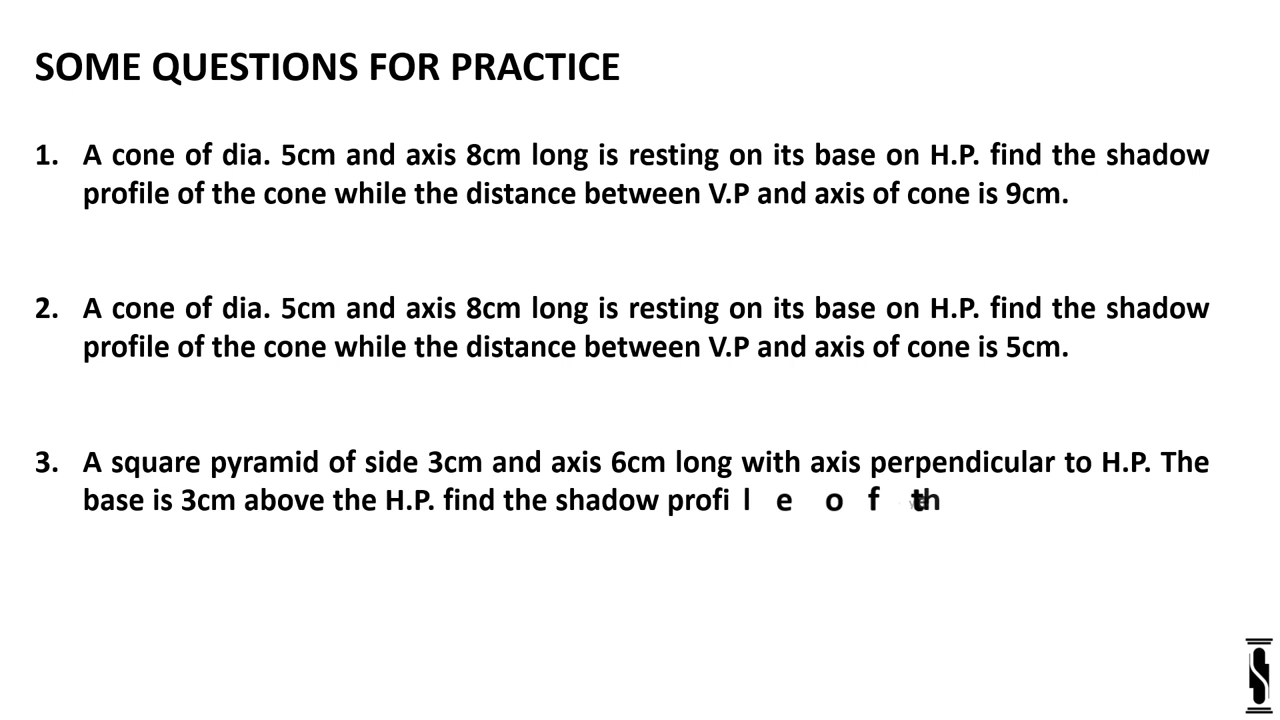 SOME QUESTIONS FOR PRACTICE
1. A cone of dia. 5cm and axis 8cm long is resting on its base on H.P. find the shadow
profile of the cone while the distance between V.P and axis of cone is 9cm.
2. A cone of dia. 5cm and axis 8cm long is resting on its base on H.P. find the shadow
profile of the cone while the distance between V.P and axis of cone is 5cm.
3. A square pyramid of side 3cm and axis 6cm long with axis perpendicular to H.P. The
base is 3cm above the H.P. find the shadow profile of